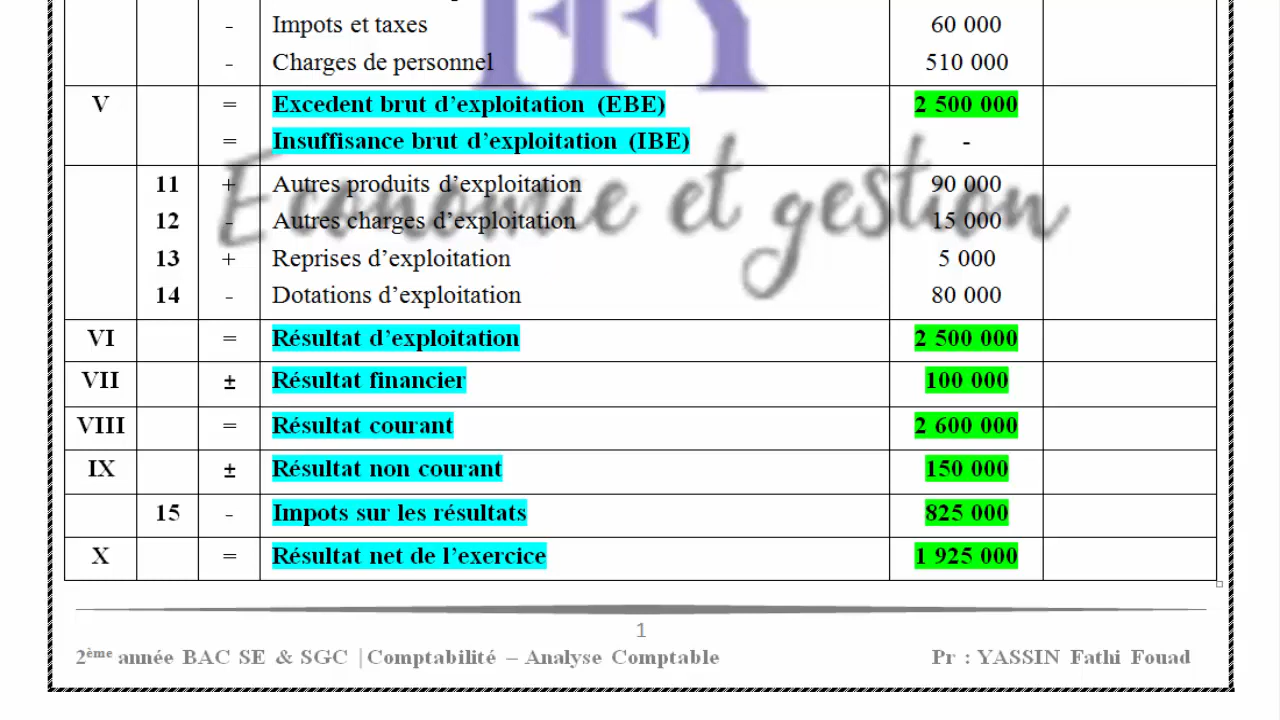 - Impots et taxes 60 000
- Charges de personnel 510 000
V = Excedent brut d'exploitation (EBE) 2 500 000
= Insuffisance brut d'exploitation (IBE) -
11 + Autres produits d'exploitation 90 000
12 - Autres charges d'exploitation 15 000
Economie et gestion
13 + Reprises d'exploitation 5 000
14 - Dotations d'exploitation 80 000
VI = Résultat d'exploitation 2 500 000
VII ± Résultat financier 100 000
VIII = Résultat courant 2 600 000
IX ± Résultat non courant 150 000
15 - Impots sur les résultats 825 000
X = Résultat net de l'exercice 1 925 000
1
2ème année BAC SE & SGC |Comptabilité – Analyse Comptable Pr : YASSIN Fathi Fouad